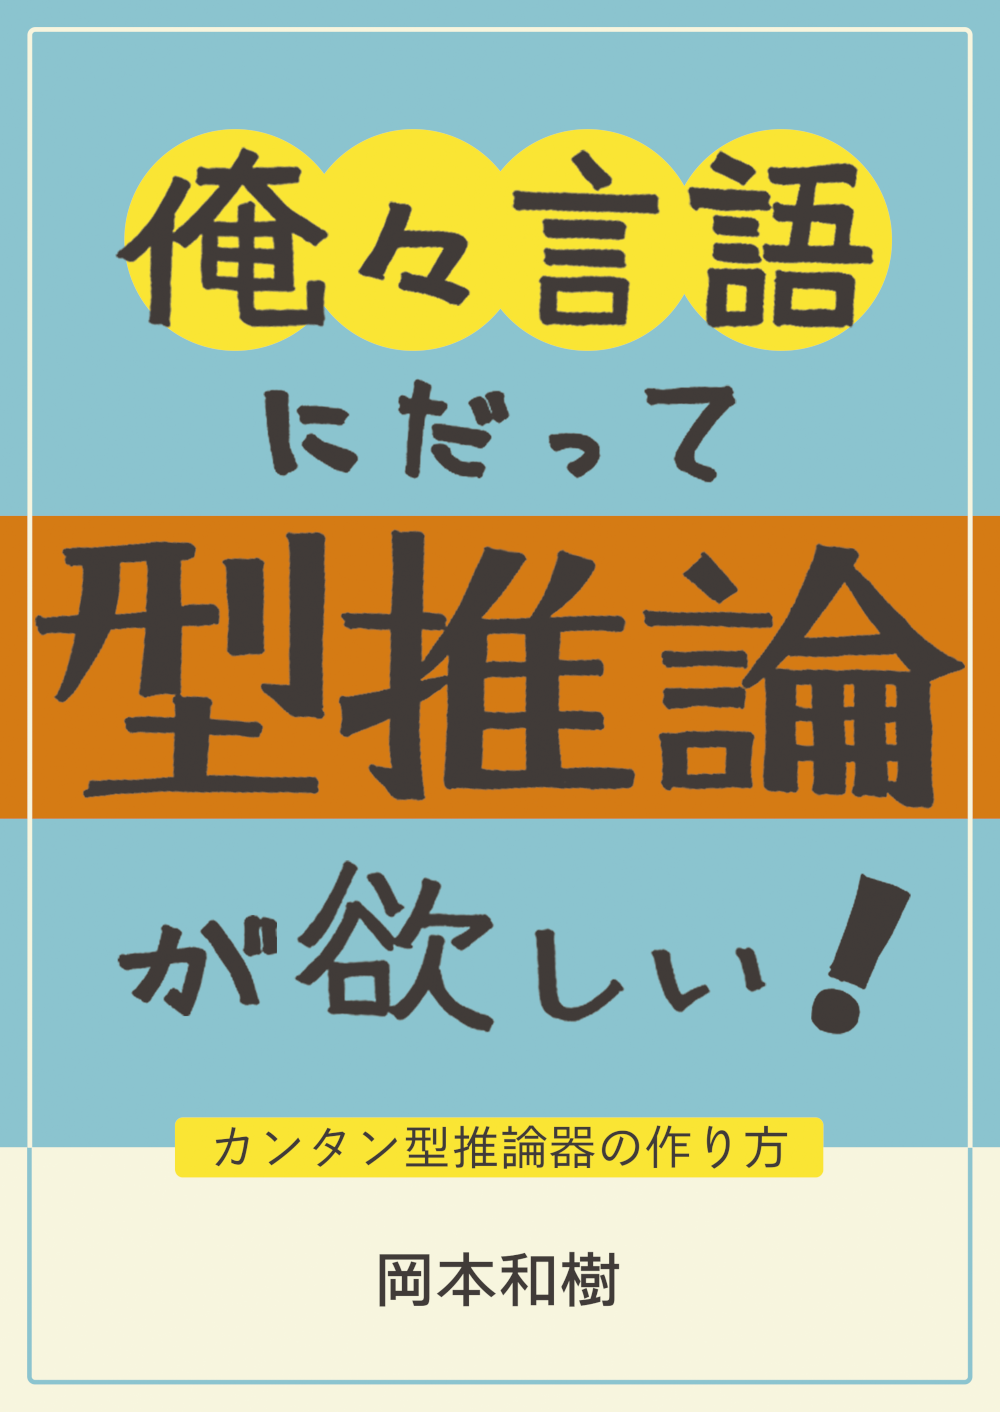 俺々言語
にだって
型推論
が欲しい!
カンタン型推論器の作り方
岡本和樹